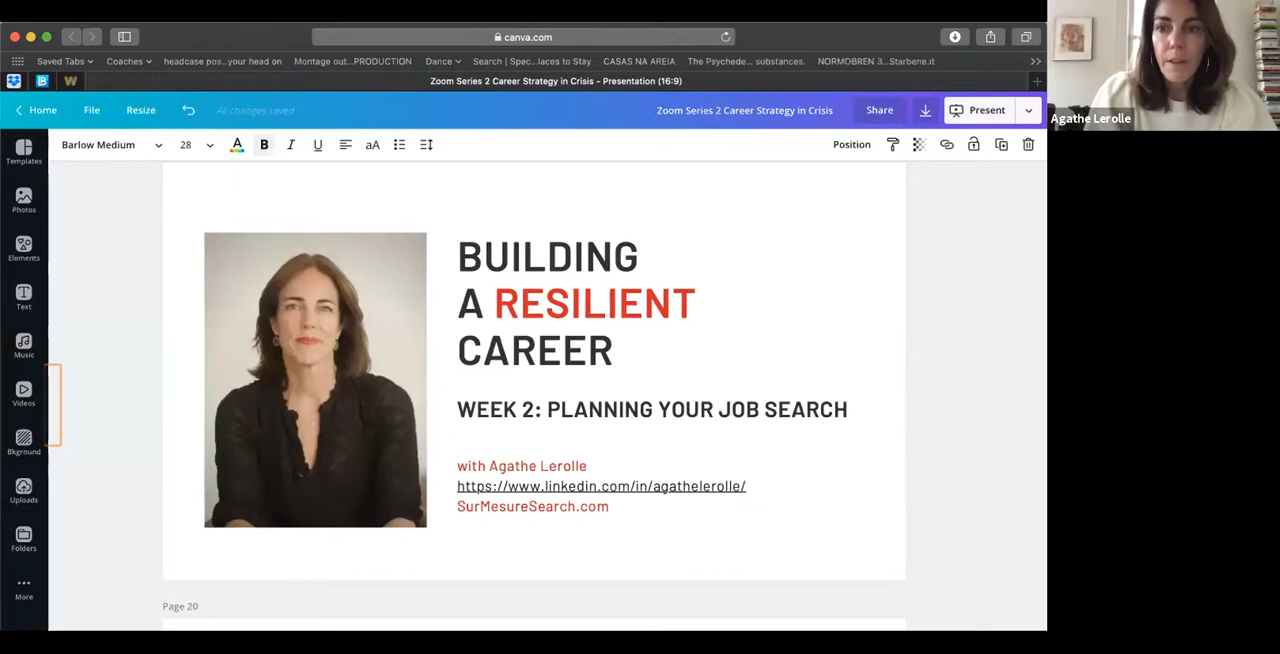 canva.com
Saved Tabs
Coaches
headcase pos...your head on
Montage out...PRODUCTION
Dance
Search | Spec...laces to Stay
CASAS NA AREIA
The Psychede... substances.
NORMOBREN 3...Starbene.it
W
Zoom Series 2 Career Strategy in Crisis - Presentation (16:9)
Home
File
Resize
All changes saved
Zoom Series 2 Career Strategy in Crisis
Share
Present
Agathe Lerolle
Barlow Medium
28
A
B
I
U
aA
Position
Templates
Photos
Elements
Text
Music
Videos
Bkground
Uploads
Folders
More
BUILDING
A RESILIENT
CAREER
WEEK 2: PLANNING YOUR JOB SEARCH
with Agathe Lerolle
https://www.linkedin.com/in/agathelerolle/
SurMesureSearch.com
Page 20